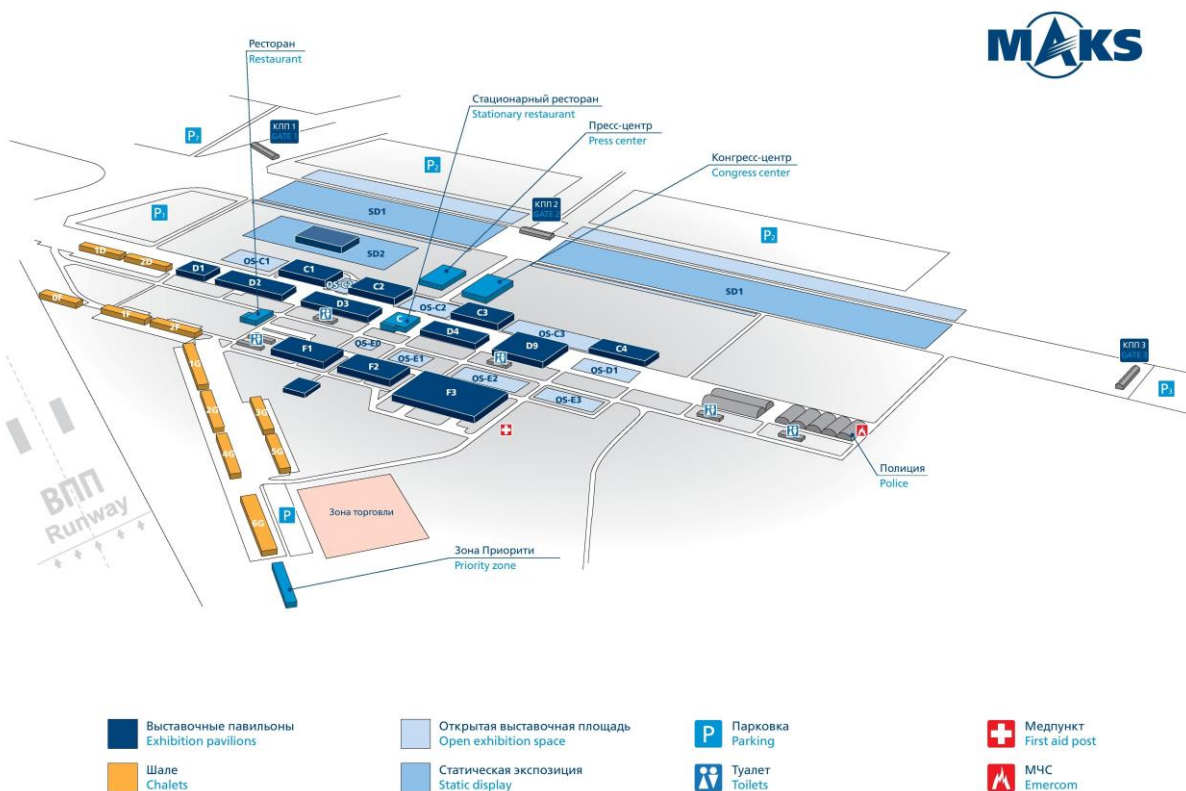 MAKS
Ресторан
Restaurant
Стационарный ресторан
Stationary restaurant
Пресс-центр
Press center
Конгресс-центр
Congress center
P₇
КПП 1
GATE 1
P₂
КПП 2
GATE 2
P₂
P₁
SD1
SD2
SD1
КПП 3
GATE 3
P₃
1D
2D
D1
D2
OS-C1
C1
OS-C2
C2
OS-C2
C3
OS-C3
C4
D3
C
D4
D9
OS-D1
0F
1F
2F
F1
OS-E0
OS-E1
F2
OS-E2
F3
OS-E3
1G
2G
3G
4G
5G
6G
P
Зона торговли
ВПП
Runway
Полиция
Police
Зона Приорити
Priority zone
Выставочные павильоны
Exhibition pavilions
Открытая выставочная площадь
Open exhibition space
P
Парковка
Parking
Медпункт
First aid post
Шале
Chalets
Статическая экспозиция
Static display
Туалет
Toilets
МЧС
Emercom